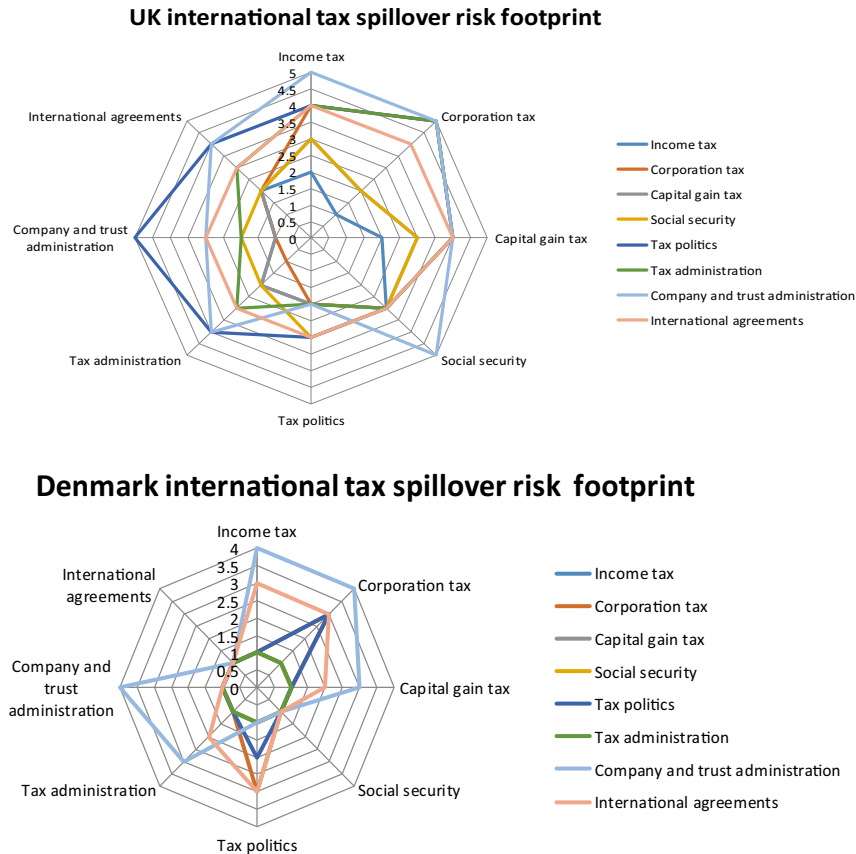 UK international tax spillover risk footprint
Income tax
5
4.5
4
3.5
3
2.5
2
1.5
1
0.5
0
Corporation tax
Capital gain tax
Social security
Tax politics
Tax administration
Company and trust
administration
International agreements
Income tax
Corporation tax
Capital gain tax
Social security
Tax politics
Tax administration
Company and trust administration
International agreements
Denmark international tax spillover risk footprint
Income tax
4
3.5
3
2.5
2
1.5
1
0.5
0
Corporation tax
Capital gain tax
Social security
Tax politics
Tax administration
Company and
trust
administration
International
agreements
Income tax
Corporation tax
Capital gain tax
Social security
Tax politics
Tax administration
Company and trust administration
International agreements